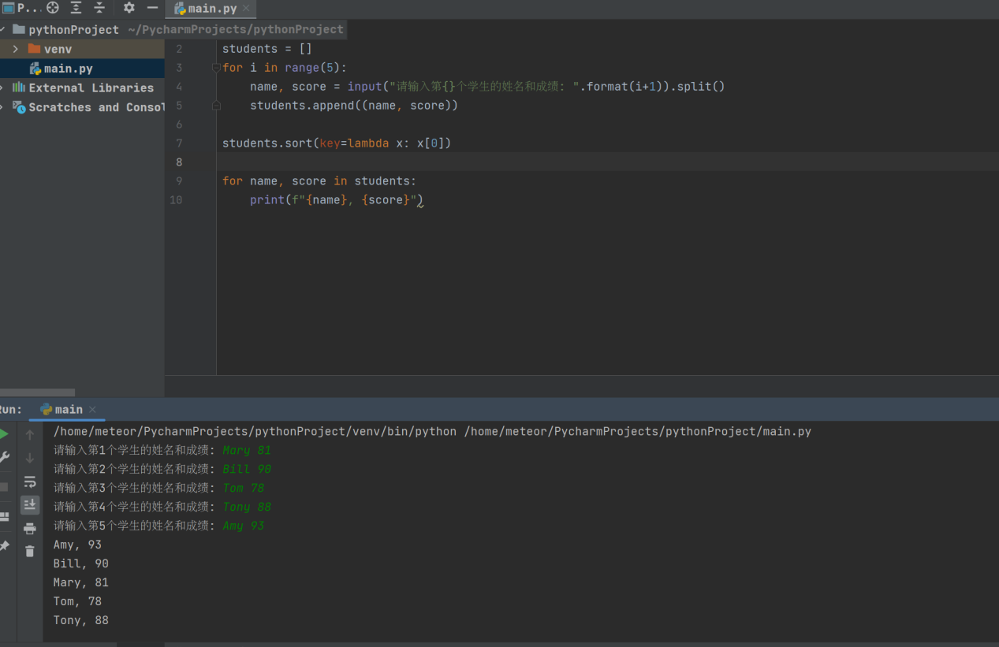 P...
main.py
pythonProject ~/PycharmProjects/pythonProject
venv
main.py
External Libraries
Scratches and Consol
2 students = []
3 for i in range(5):
4 name, score = input("请输入第{}个学生的姓名和成绩: ".format(i+1)).split()
5 students.append((name, score))
6
7 students.sort(key=lambda x: x[0])
8
9 for name, score in students:
10 print(f"{name}, {score}")
Run: main
/home/meteor/PycharmProjects/pythonProject/venv/bin/python /home/meteor/PycharmProjects/pythonProject/main.py
请输入第1个学生的姓名和成绩: Mary 81
请输入第2个学生的姓名和成绩: Bill 90
请输入第3个学生的姓名和成绩: Tom 78
请输入第4个学生的姓名和成绩: Tony 88
请输入第5个学生的姓名和成绩: Amy 93
Amy, 93
Bill, 90
Mary, 81
Tom, 78
Tony, 88